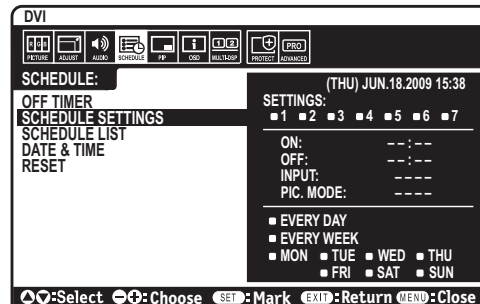 DVI
RGB
PICTURE ADJUST AUDIO SCHEDULE PIP OSD MULTI-DSP PROTECT ADVANCED
1 2
PRO
SCHEDULE:
OFF TIMER
SCHEDULE SETTINGS
SCHEDULE LIST
DATE & TIME
RESET
(THU) JUN.18.2009 15:38
SETTINGS:
1 2 3 4 5 6 7
ON: --:--
OFF: --:--
INPUT: ----
PIC. MODE: ----
EVERY DAY
EVERY WEEK
MON TUE WED THU
FRI SAT SUN
:Select :Choose SET:Mark EXIT:Return MENU:Close